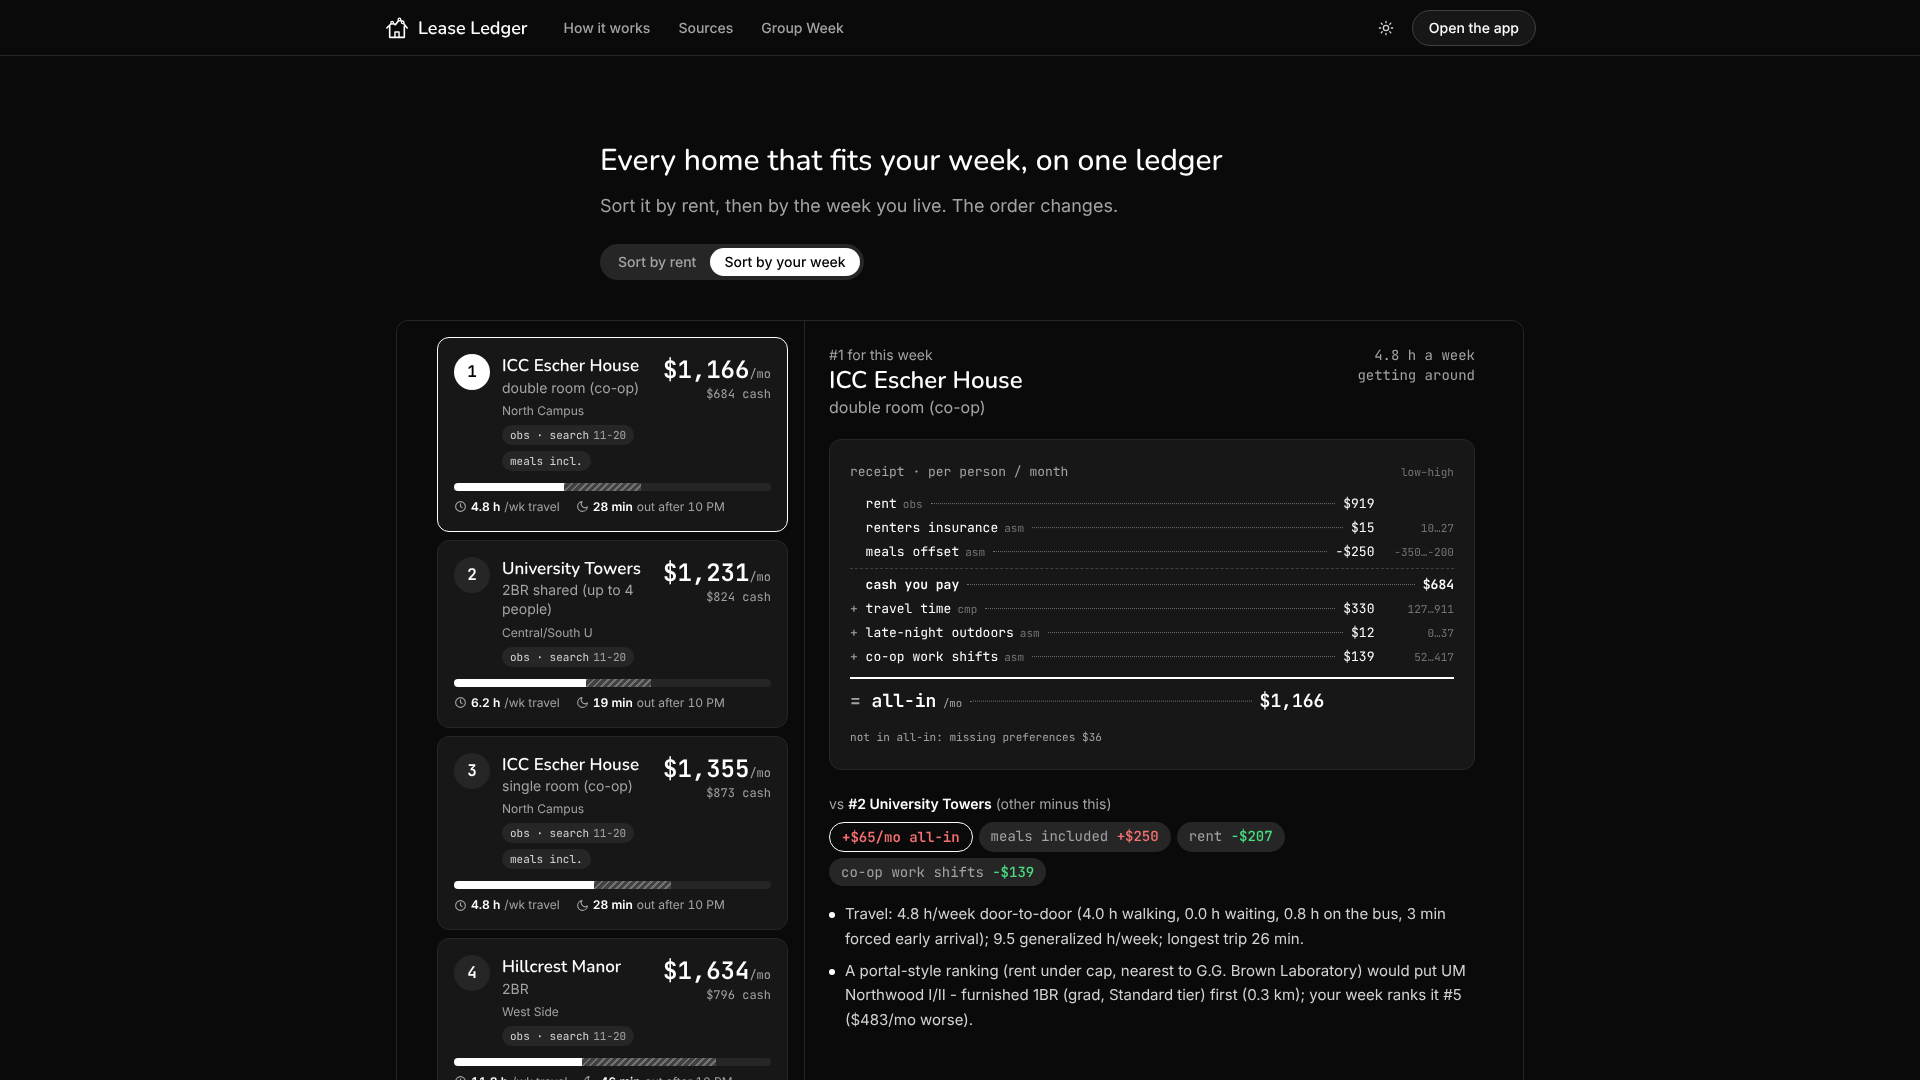 Lease Ledger
How it works
Sources
Group Week
Open the app
Every home that fits your week, on one ledger
Sort it by rent, then by the week you live. The order changes.
Sort by rent
Sort by your week
1
ICC Escher House
$1,166/mo
double room (co-op)
$684 cash
North Campus
obs · search 11-20
meals incl.
4.8 h /wk travel
28 min out after 10 PM
2
University Towers
$1,231/mo
2BR shared (up to 4
people)
$824 cash
Central/South U
obs · search 11-20
6.2 h /wk travel
19 min out after 10 PM
3
ICC Escher House
$1,355/mo
single room (co-op)
$873 cash
North Campus
obs · search 11-20
meals incl.
4.8 h /wk travel
28 min out after 10 PM
4
Hillcrest Manor
$1,634/mo
2BR
$796 cash
West Side
obs · search 11-20
#1 for this week
ICC Escher House
double room (co-op)
4.8 h a week
getting around
receipt · per person / month
low–high
rent obs $919
renters insurance asm $15 10…27
meals offset asm -$250 -350…-200
cash you pay $684
+ travel time cmp $330 127…911
+ late-night outdoors asm $12 0…37
+ co-op work shifts asm $139 52…417
= all-in /mo $1,166
not in all-in: missing preferences $36
vs #2 University Towers (other minus this)
+$65/mo all-in
meals included +$250
rent -$207
co-op work shifts -$139
Travel: 4.8 h/week door-to-door (4.0 h walking, 0.0 h waiting, 0.8 h on the bus, 3 min
forced early arrival); 9.5 generalized h/week; longest trip 26 min.
A portal-style ranking (rent under cap, nearest to G.G. Brown Laboratory) would put UM
Northwood I/II - furnished 1BR (grad, Standard tier) first (0.3 km); your week ranks it #5
($483/mo worse).